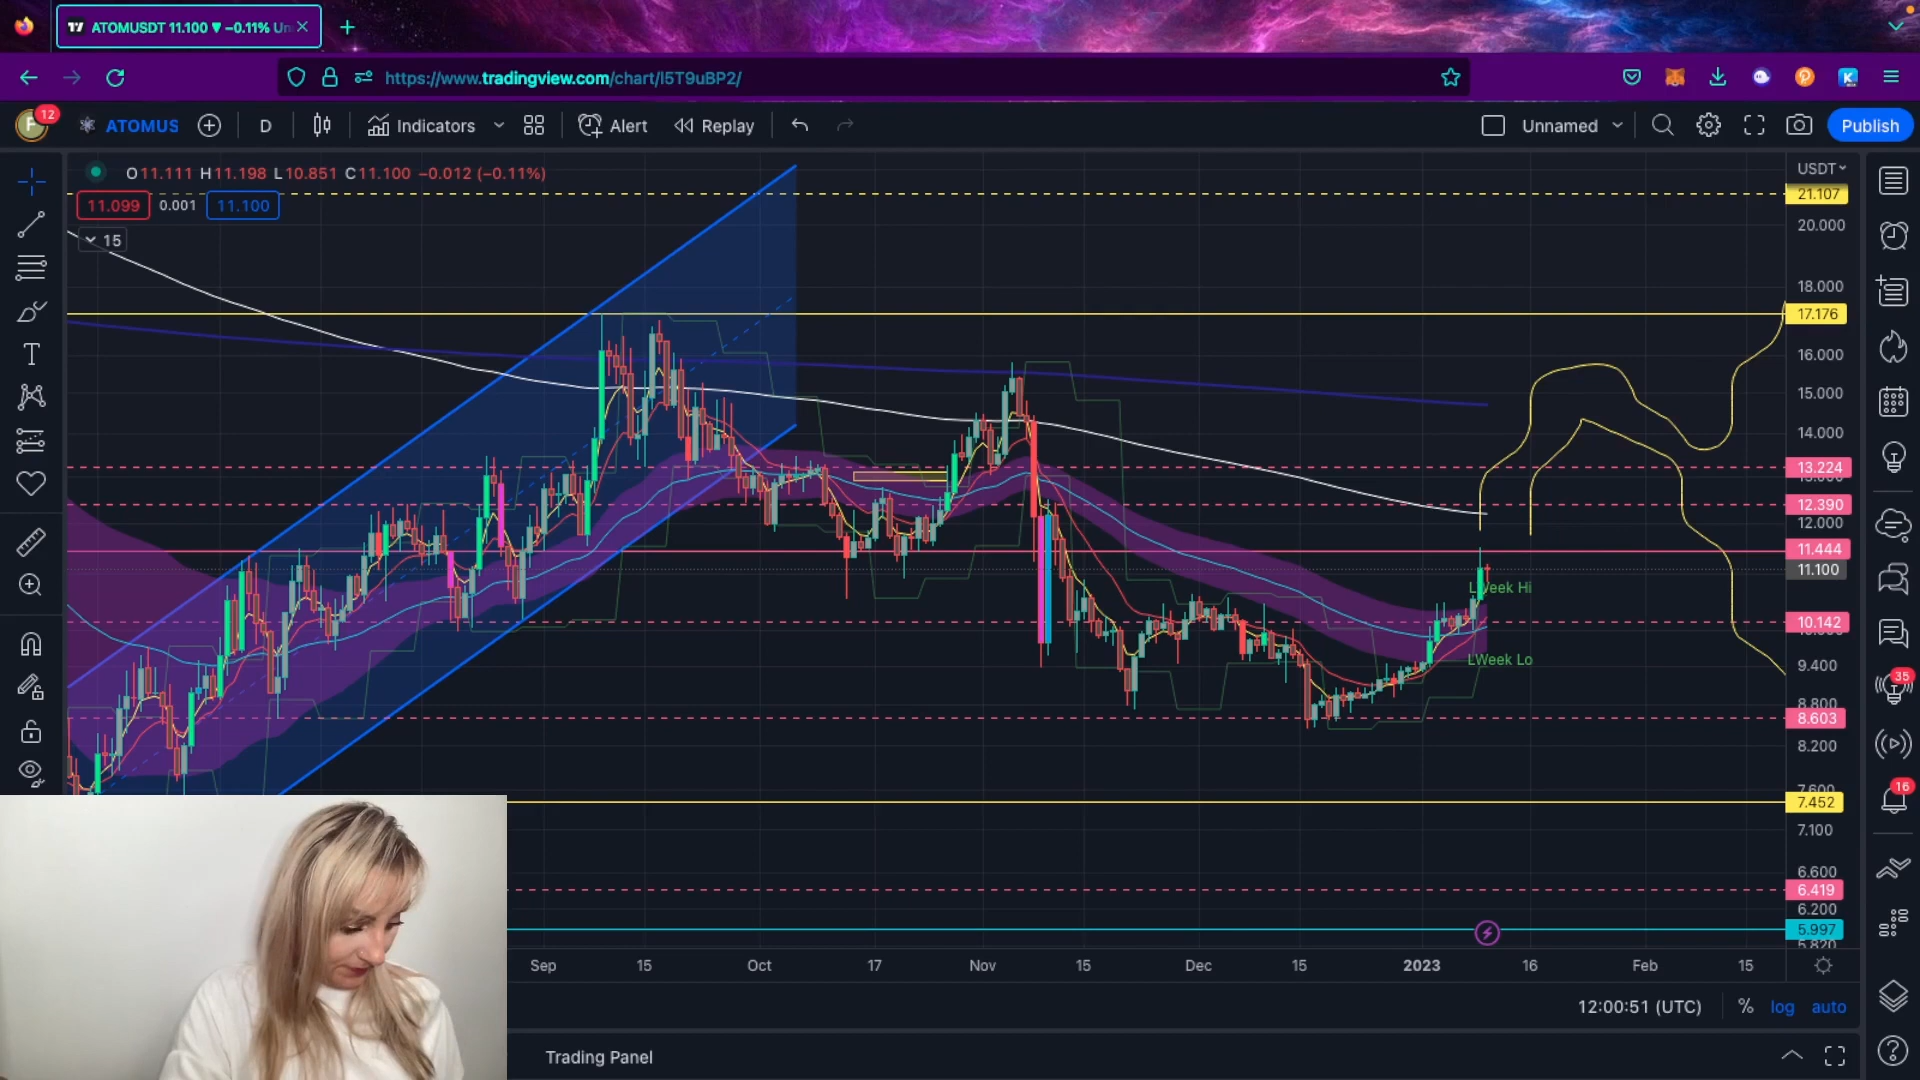 ATOMUSDT 11.100 ▼ −0.11% Un
https://www.tradingview.com/chart/I5T9uBP2/
F 12 ATOMUS D Indicators Alert Replay Unnamed Publish
O11.111 H11.198 L10.851 C11.100 −0.012 (−0.11%)
11.099 0.001 11.100
15
USDT
21.107
20.000
18.000
17.176
16.000
15.000
14.000
13.224
12.390
12.000
11.444
11.100
LWeek Hi
10.142
LWeek Lo
9.400
8.800
8.603
8.200
7.600
7.452
7.100
6.600
6.419
6.200
5.997
5.820
35
16
Sep 15 Oct 17 Nov 15 Dec 15 2023 16 Feb 15
12:00:51 (UTC) % log auto
Trading Panel